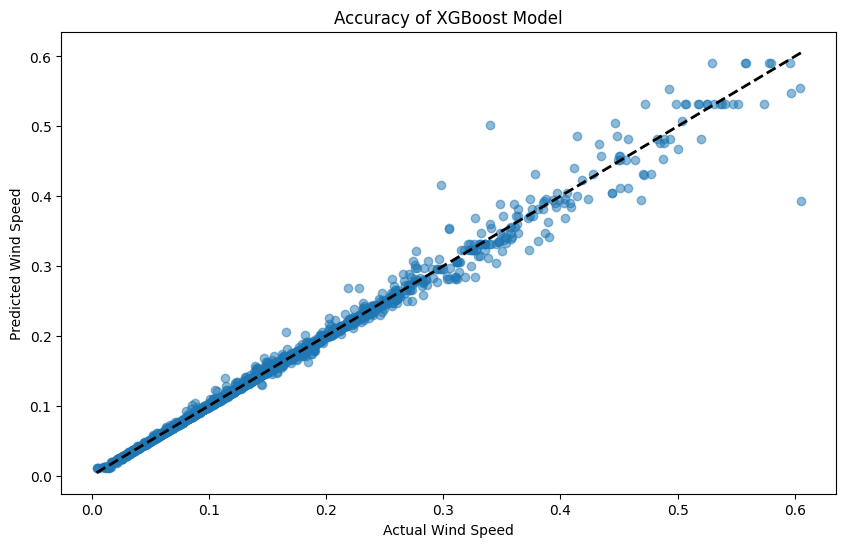 Accuracy of XGBoost Model
0.6
0.5
0.4
0.3
0.2
0.1
0.0
Predicted Wind Speed
0.0 0.1 0.2 0.3 0.4 0.5 0.6
Actual Wind Speed